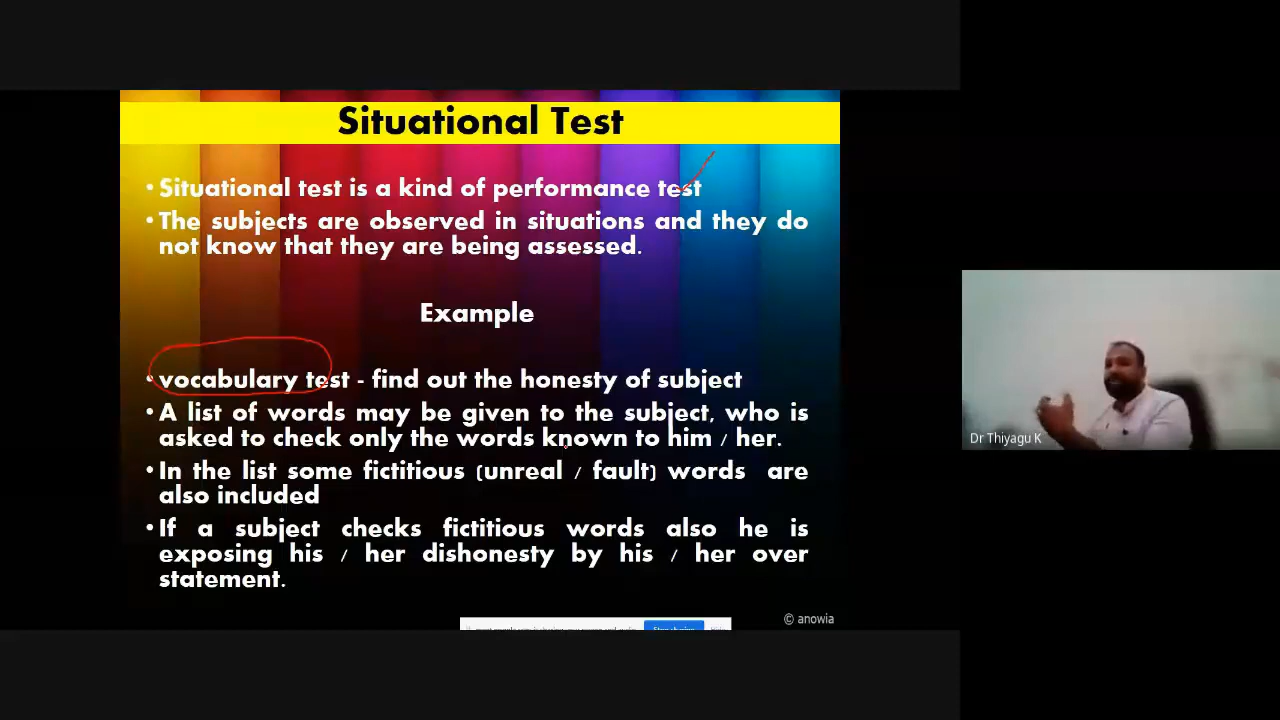 Situational Test
• Situational test is a kind of performance test
• The subjects are observed in situations and they do
not know that they are being assessed.
Example
• vocabulary test - find out the honesty of subject
• A list of words may be given to the subject, who is
asked to check only the words known to him / her.
• In the list some fictitious (unreal / fault) words are
also included
• If a subject checks fictitious words also he is
exposing his / her dishonesty by his / her over
statement.
Dr Thiyagu K
© anowia